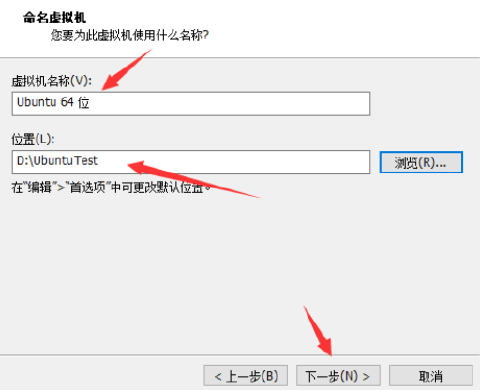 命名虚拟机
您要为此虚拟机使用什么名称?
虚拟机名称(V):
Ubuntu 64 位
位置(L):
D:\UbuntuTest
浏览(R)...
在"编辑">"首选项"中可更改默认位置。
< 上一步(B)
下一步(N) >
取消